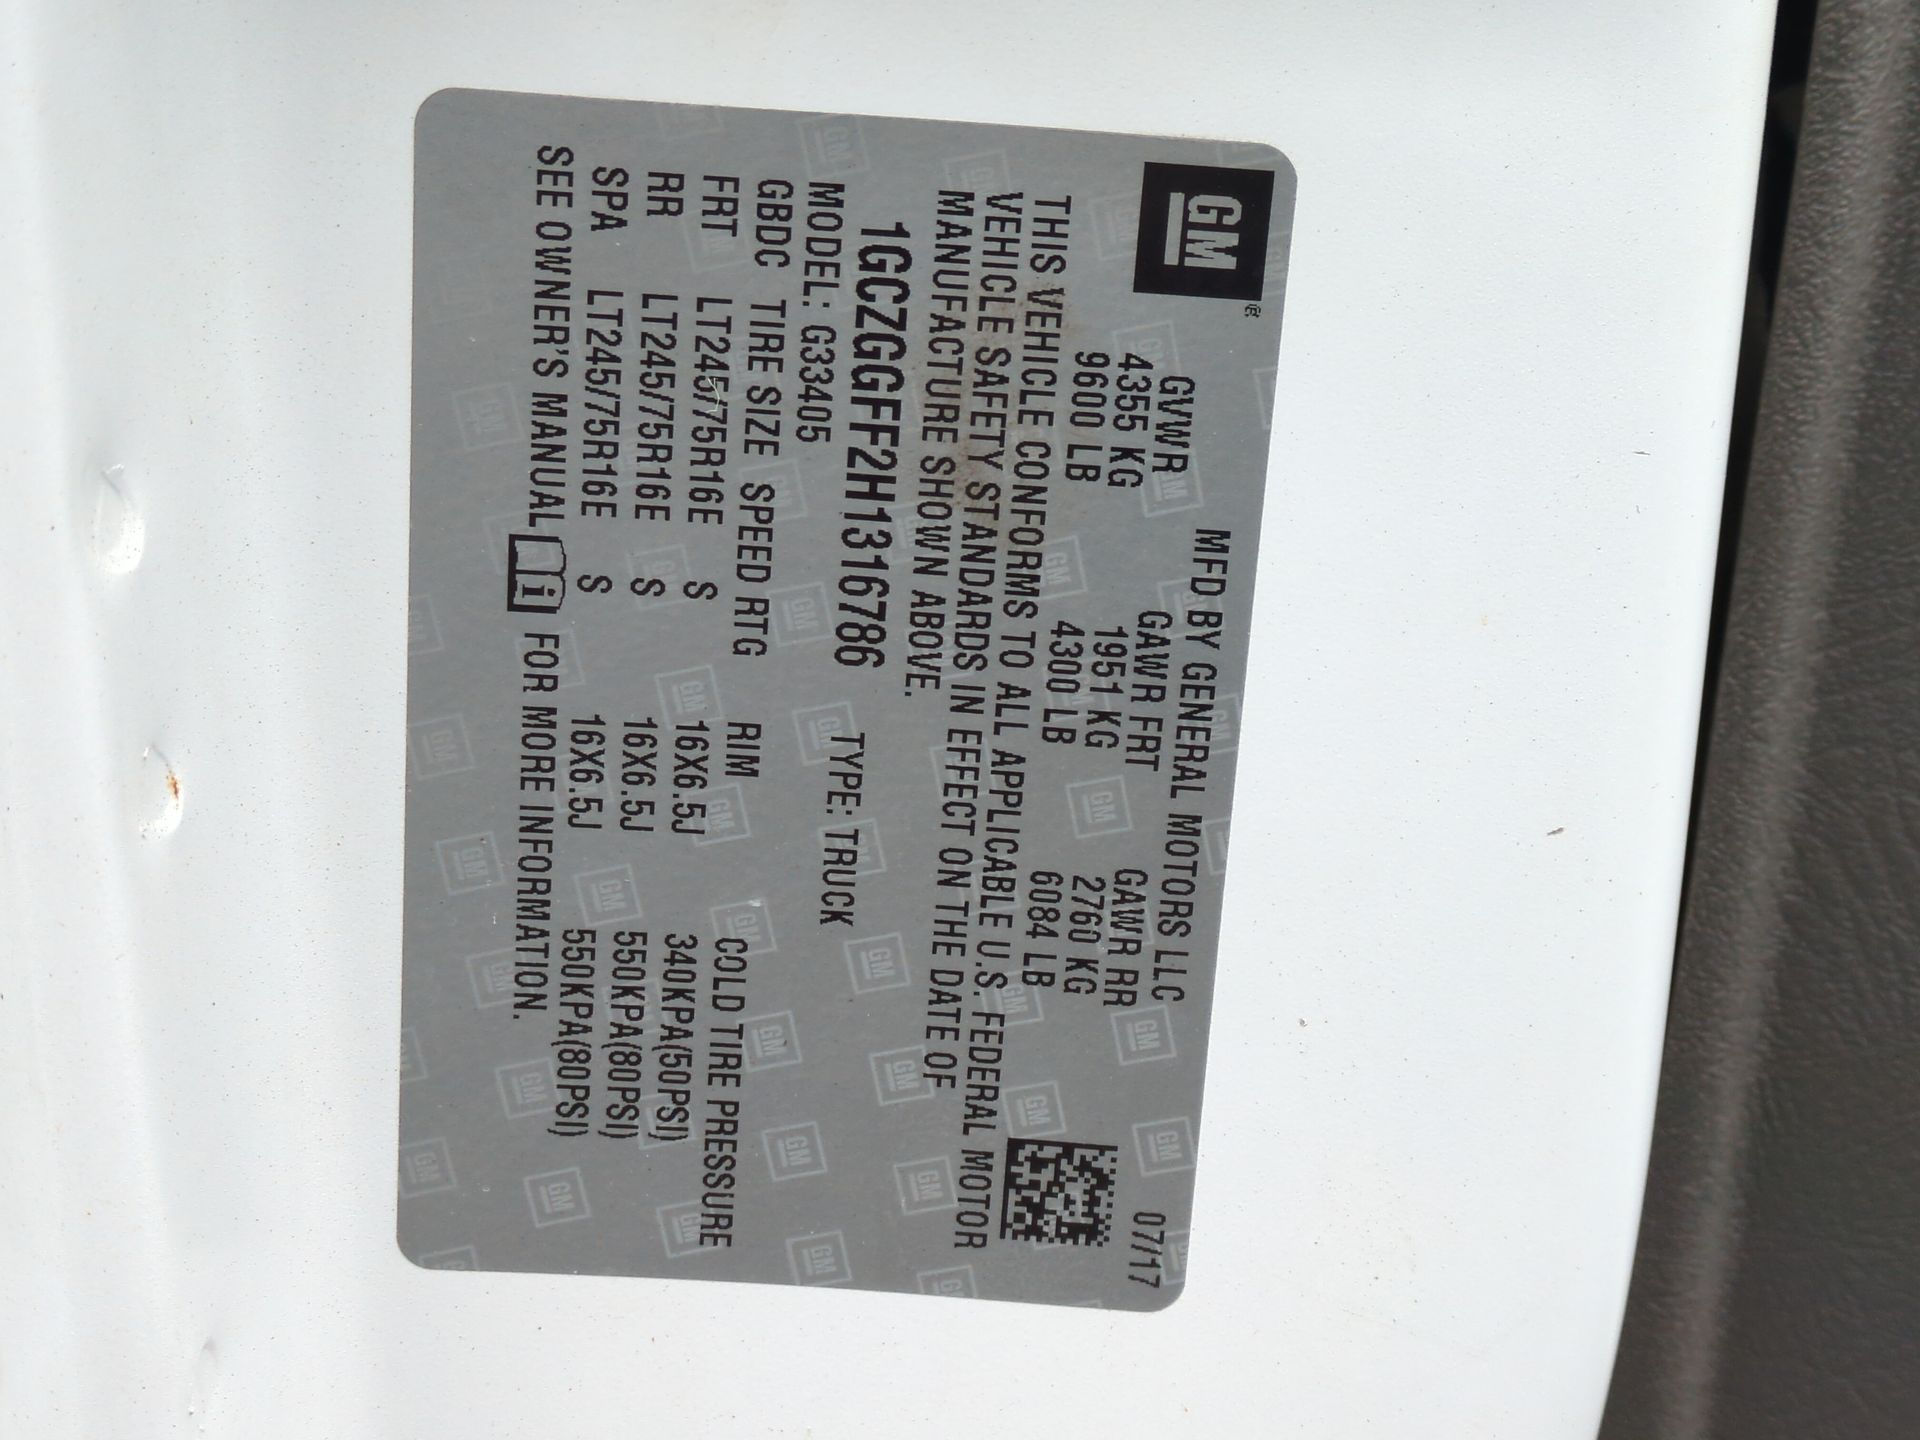 GM®
MFD BY GENERAL MOTORS LLC 07/17
GVWR GAWR FRT GAWR RR
4355 KG 1951 KG 2760 KG
9600 LB 4300 LB 6084 LB
THIS VEHICLE CONFORMS TO ALL APPLICABLE U.S. FEDERAL MOTOR
VEHICLE SAFETY STANDARDS IN EFFECT ON THE DATE OF
MANUFACTURE SHOWN ABOVE.
1GCZGGFF2H1316786 TYPE: TRUCK
MODEL: G33405
GBDC TIRE SIZE SPEED RTG RIM COLD TIRE PRESSURE
FRT LT245/75R16E S 16X6.5J 340KPA(50PSI)
RR LT245/75R16E S 16X6.5J 550KPA(80PSI)
SPA LT245/75R16E S 16X6.5J 550KPA(80PSI)
SEE OWNER'S MANUAL i FOR MORE INFORMATION.